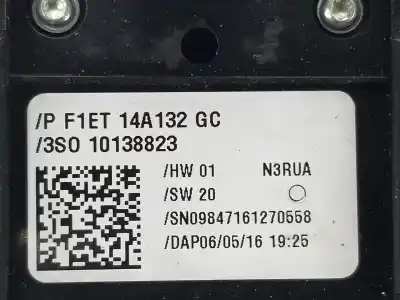 /P F1ET 14A132 GC
/3SO 10138823
/HW 01 N3RUA
/SW 20
/SN09847161270558
/DAP06/05/16 19:25